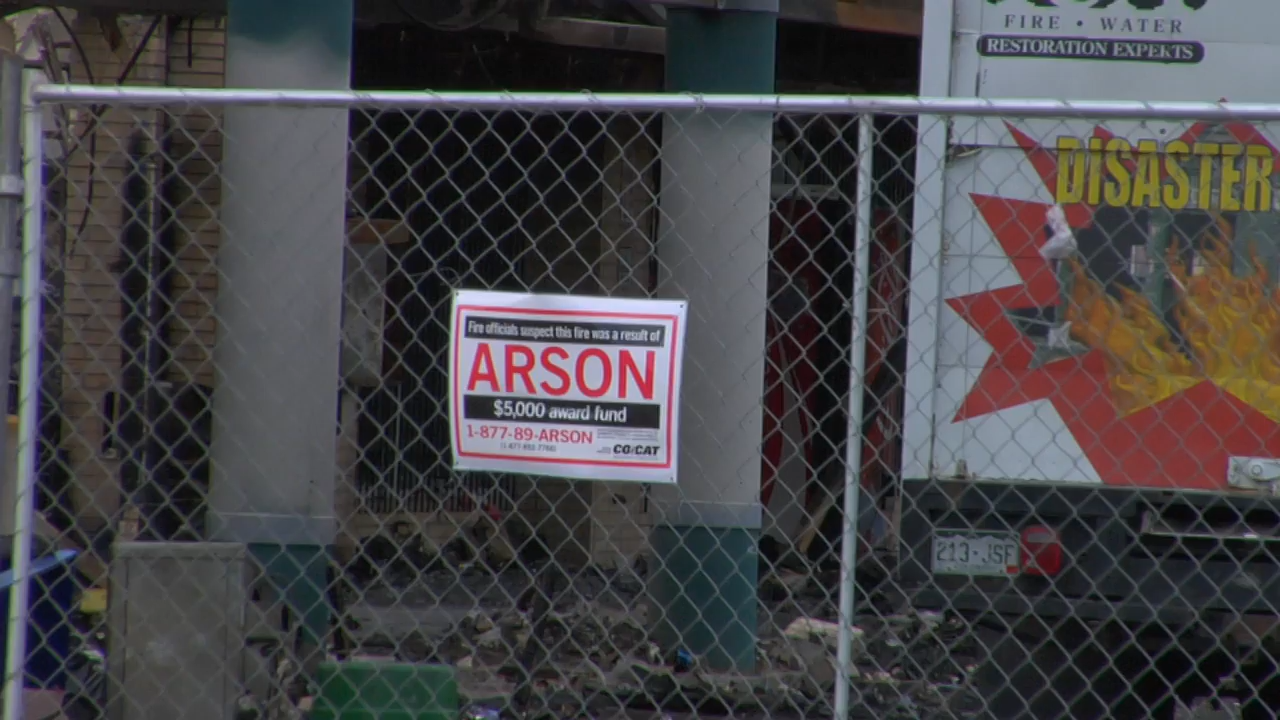 FIRE • WATER
RESTORATION EXPERTS
DISASTER
Fire officials suspect this fire was a result of
ARSON
$5,000 award fund
1-877-89-ARSON
CO/CAT
213-JSF